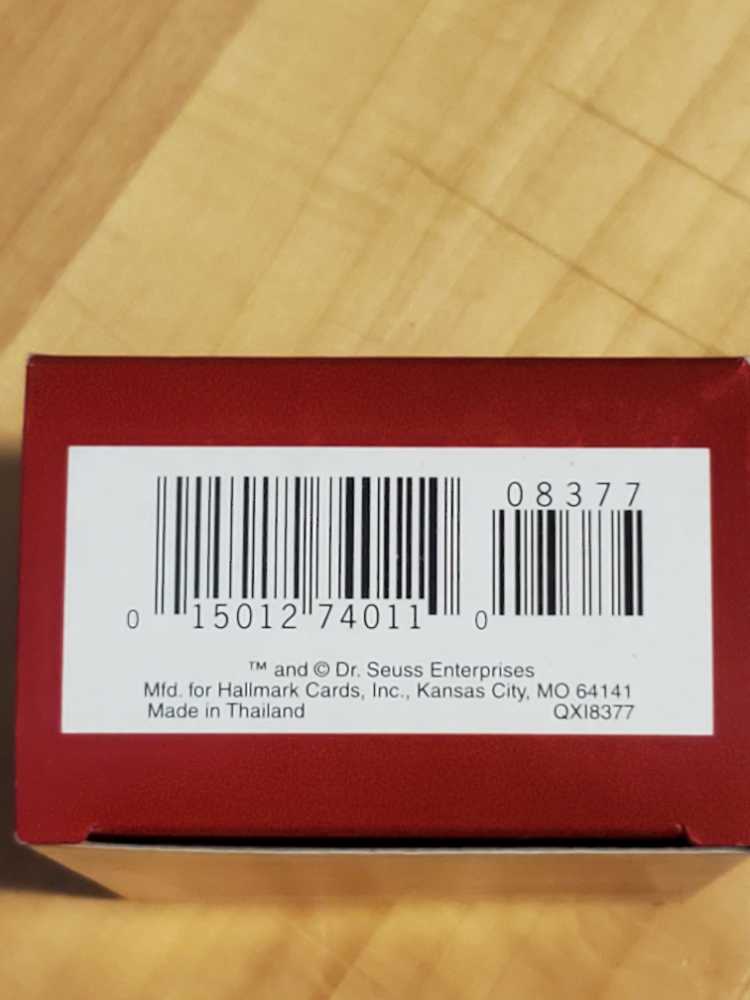 08377
0 15012 74011 0
™ and © Dr. Seuss Enterprises
Mfd. for Hallmark Cards, Inc., Kansas City, MO 64141
Made in Thailand QXI8377